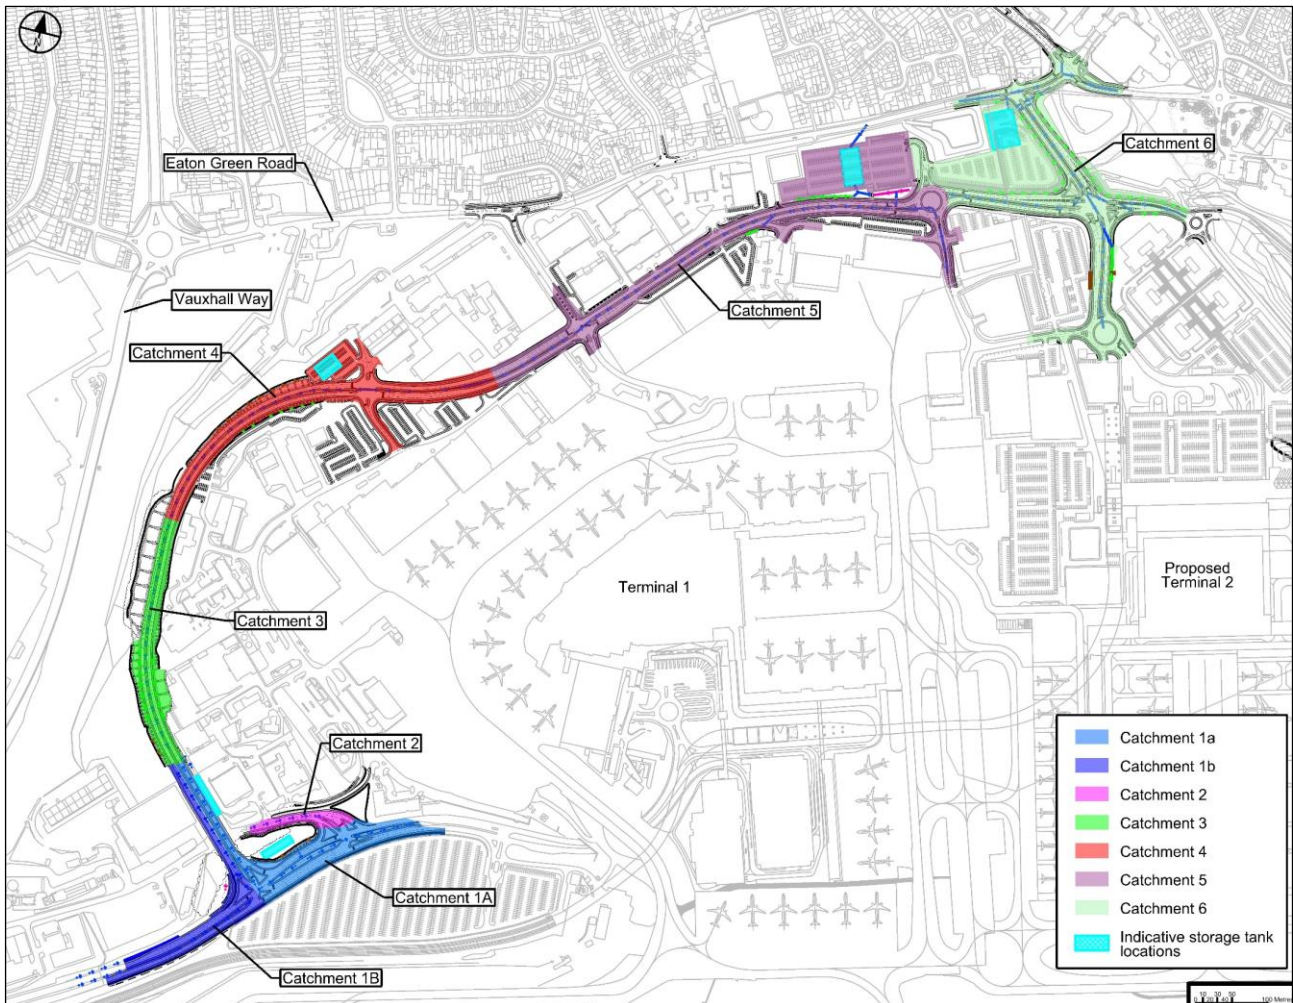 N
Eaton Green Road
Catchment 6
Vauxhall Way
Catchment 5
Catchment 4
Terminal 1
Proposed
Terminal 2
Catchment 3
Catchment 2
Catchment 1A
Catchment 1B
Catchment 1a
Catchment 1b
Catchment 2
Catchment 3
Catchment 4
Catchment 5
Catchment 6
Indicative storage tank
locations
100 Metres